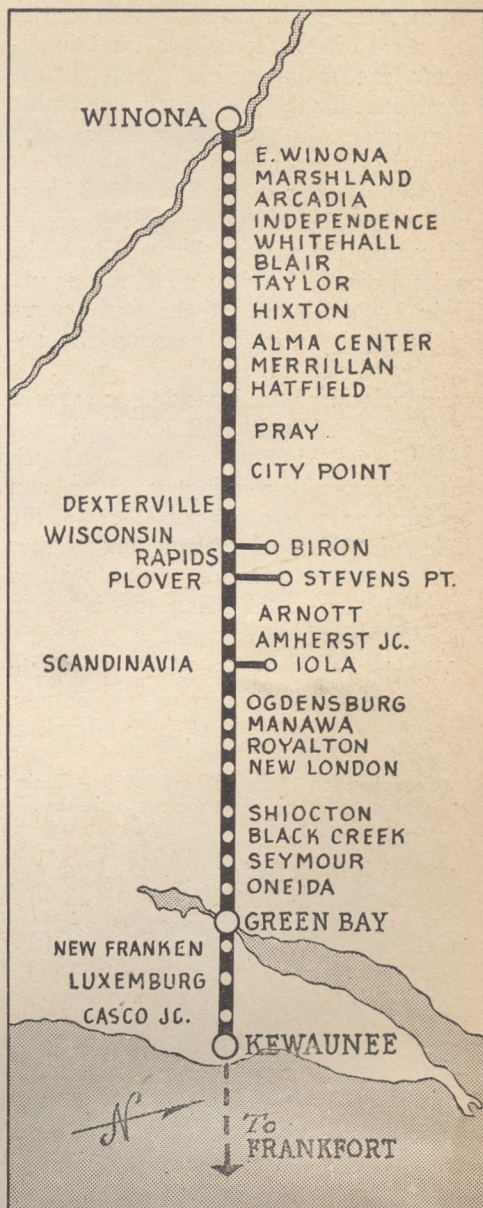 WINONA
E. WINONA
MARSHLAND
ARCADIA
INDEPENDENCE
WHITEHALL
BLAIR
TAYLOR
HIXTON
ALMA CENTER
MERRILLAN
HATFIELD
PRAY
CITY POINT
DEXTERVILLE
WISCONSIN
RAPIDS
BIRON
PLOVER
STEVENS PT.
ARNOTT
AMHERST JC.
SCANDINAVIA
IOLA
OGDENSBURG
MANAWA
ROYALTON
NEW LONDON
SHIOCTON
BLACK CREEK
SEYMOUR
ONEIDA
GREEN BAY
NEW FRANKEN
LUXEMBURG
CASCO JC.
KEWAUNEE
N
To
FRANKFORT